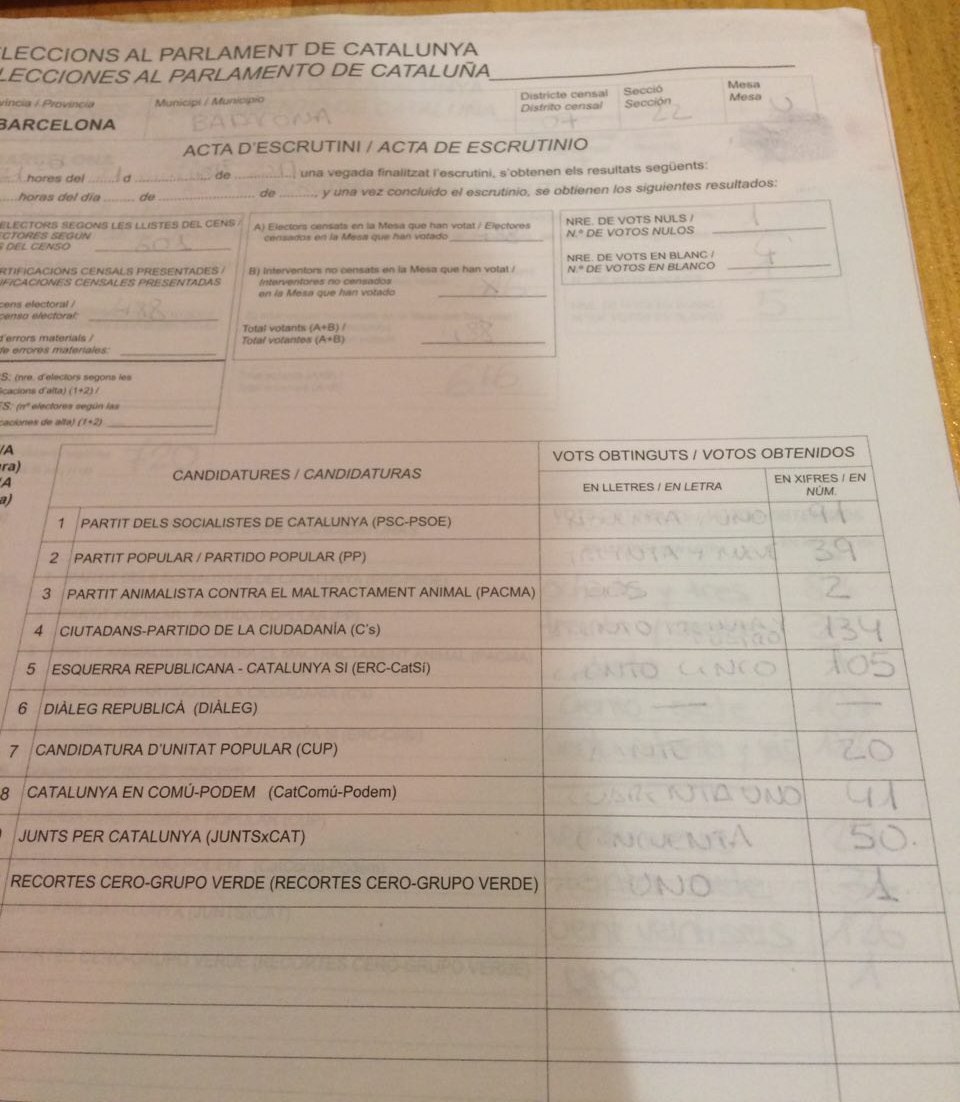 LECCIONS AL PARLAMENT DE CATALUNYA
LECCIONES AL PARLAMENTO DE CATALUÑA
víncia / Provincia Municipi / Municipio Districte censal Secció Mesa
Distrito censal Sección Mesa
BARCELONA BADALONA 22 U
ACTA D'ESCRUTINI / ACTA DE ESCRUTINIO
hores del d de una vegada finalitzat l'escrutini, s'obtenen els resultats següents:
horas del día de de , y una vez concluido el escrutinio, se obtienen los siguientes resultados:
ELECTORS SEGONS LES LLISTES DEL CENS /
ECTORES SEGUN
S DEL CENSO 601
RTIFICACIONS CENSALS PRESENTADES /
IFICACIONES CENSALES PRESENTADAS
cens electoral /
censo electoral: 488
d'errors materials /
de errores materiales:
S: (nre. d'electors segons les
ficacions d'alta) (1+2) /
ES: (nº electores según las
caciones de alta) (1+2)
A) Electors censats en la Mesa que han votat / Electores
censados en la Mesa que han votado
B) Interventors no censats en la Mesa que han votat /
Interventores no censados
en la Mesa que han votado
Total votants (A+B) /
Total votantes (A+B)
NRE. DE VOTS NULS / 1
N.º DE VOTOS NULOS
NRE. DE VOTS EN BLANC / 4
N.º DE VOTOS EN BLANCO
/A
ra)
/A
a)
CANDIDATURES / CANDIDATURAS VOTS OBTINGUTS / VOTOS OBTENIDOS
EN LLETRES / EN LETRA EN XIFRES / EN
NÚM.
1 PARTIT DELS SOCIALISTES DE CATALUNYA (PSC-PSOE) UNO 91
2 PARTIT POPULAR / PARTIDO POPULAR (PP) TREINTA Y NUEVE 39
3 PARTIT ANIMALISTA CONTRA EL MALTRACTAMENT ANIMAL (PACMA) DOS 2
4 CIUTADANS-PARTIDO DE LA CIUDADANÍA (C's) CIENTO TREINTA Y CUATRO 134
5 ESQUERRA REPUBLICANA - CATALUNYA SI (ERC-CatSí) CIENTO CINCO 105
6 DIÀLEG REPUBLICÀ (DIÀLEG) — —
7 CANDIDATURA D'UNITAT POPULAR (CUP) VEINTE 20
8 CATALUNYA EN COMÚ-PODEM (CatComú-Podem) CUARENTA UNO 41
JUNTS PER CATALUNYA (JUNTSxCAT) CINCUENTA 50.
RECORTES CERO-GRUPO VERDE (RECORTES CERO-GRUPO VERDE) UNO 1